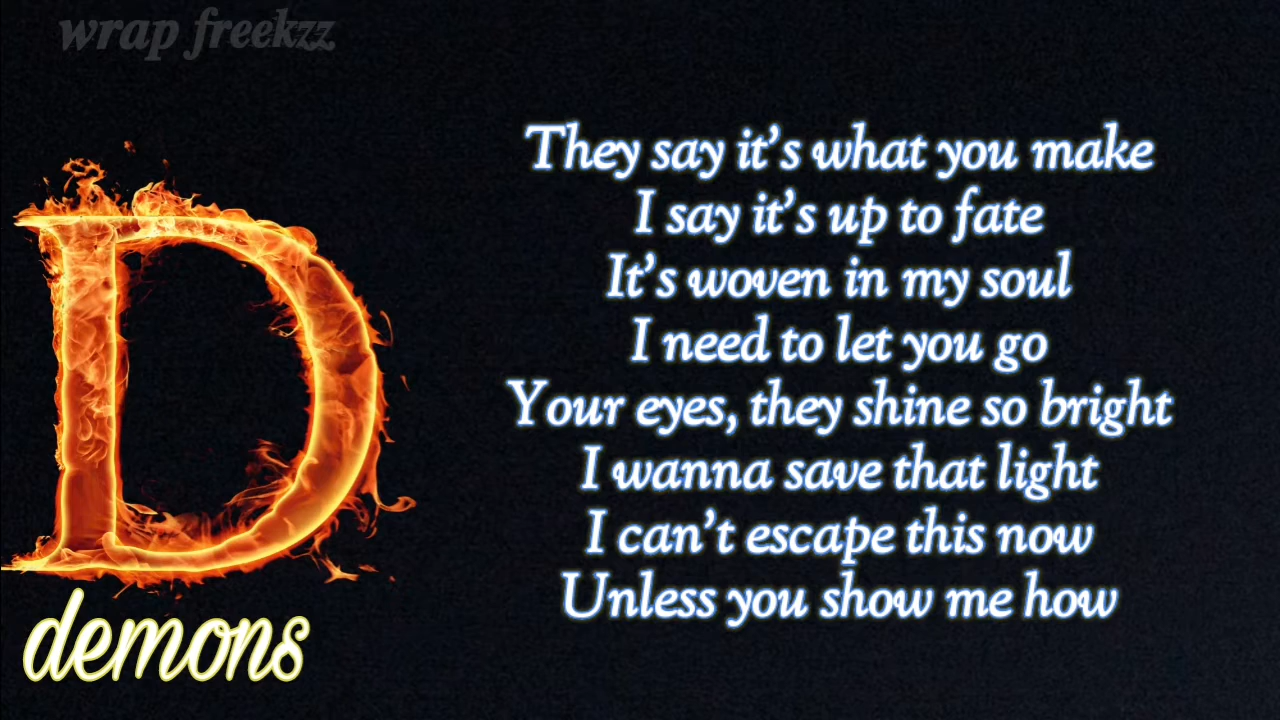 wrap freekzz
They say it's what you make
I say it's up to fate
It's woven in my soul
I need to let you go
Your eyes, they shine so bright
I wanna save that light
I can't escape this now
Unless you show me how
D
demons